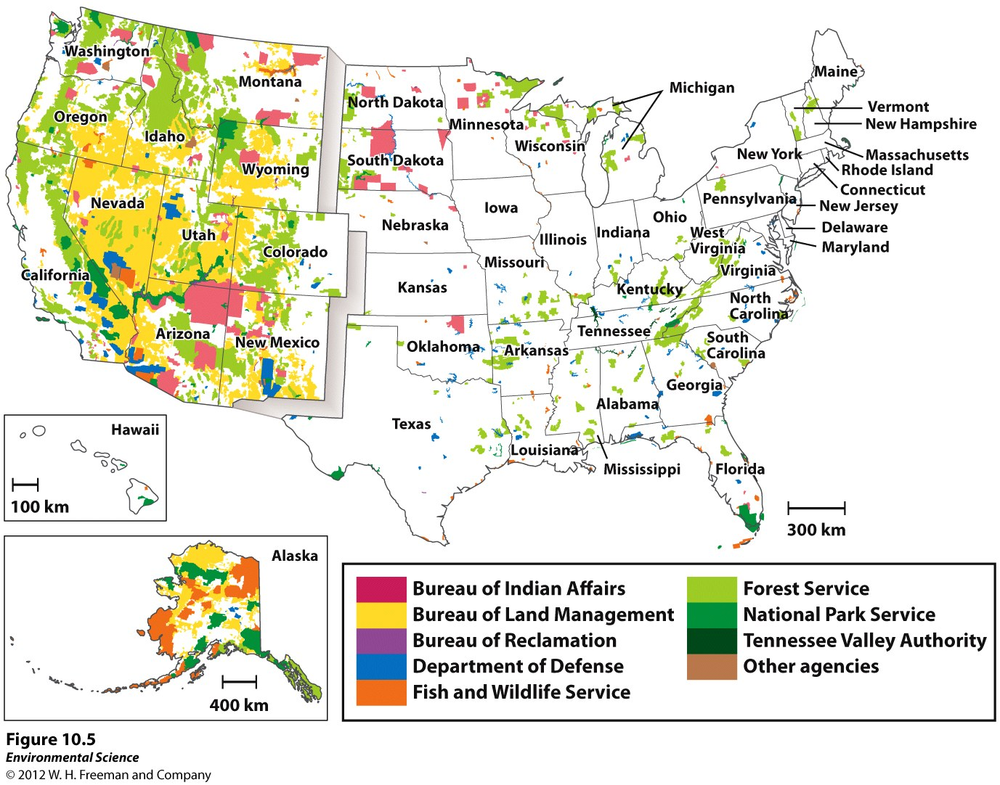 Washington
Montana
Oregon
Idaho
Wyoming
Nevada
Utah
Colorado
California
Arizona
New Mexico
North Dakota
South Dakota
Nebraska
Kansas
Oklahoma
Texas
Minnesota
Iowa
Missouri
Arkansas
Louisiana
Wisconsin
Illinois
Michigan
Indiana
Ohio
Kentucky
Tennessee
Mississippi
Alabama
Georgia
Florida
South
Carolina
North
Carolina
Virginia
West
Virginia
Pennsylvania
New York
Maine
Vermont
New Hampshire
Massachusetts
Rhode Island
Connecticut
New Jersey
Delaware
Maryland
300 km
Hawaii
100 km
Alaska
400 km
Bureau of Indian Affairs
Bureau of Land Management
Bureau of Reclamation
Department of Defense
Fish and Wildlife Service
Forest Service
National Park Service
Tennessee Valley Authority
Other agencies
Figure 10.5
Environmental Science
© 2012 W. H. Freeman and Company